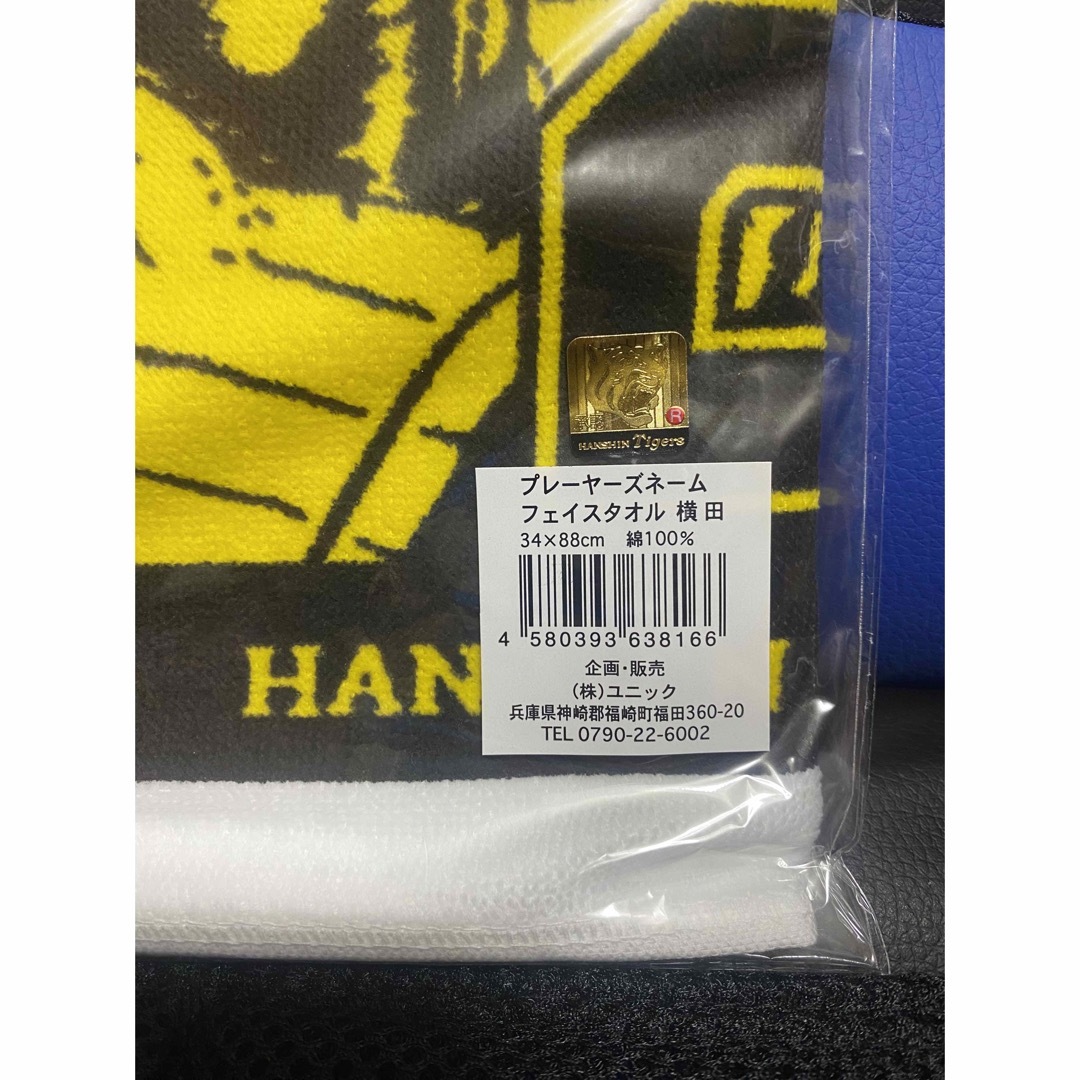 HANSHIN Tigers
R
プレーヤーズネーム
フェイスタオル 横田
34×88cm 綿100%
4 580393 638166
企画・販売
(株)ユニック
兵庫県神崎郡福崎町福田360-20
TEL 0790-22-6002
HAN